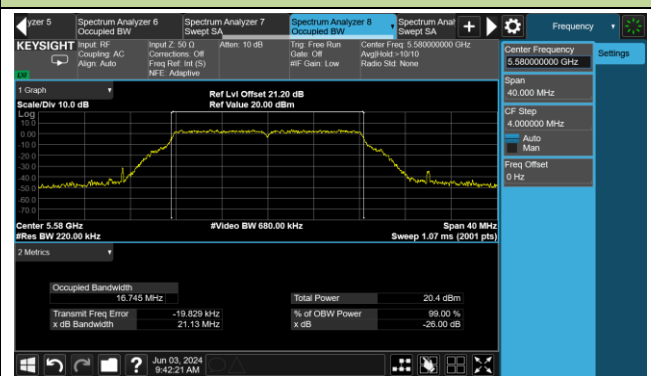 yzer 5
Spectrum Analyzer 6
Occupied BW
Spectrum Analyzer 7
Swept SA
Spectrum Analyzer 8
Occupied BW
Spectrum Anal
Swept SA
Frequency
KEYSIGHT
Input: RF
Coupling: AC
Align: Auto
Input Z: 50 Ω
Corrections: Off
Freq Ref: Int (S)
NFE: Adaptive
Atten: 10 dB
Trig: Free Run
Gate: Off
#IF Gain: Low
Center Freq: 5.580000000 GHz
Avg|Hold:>10/10
Radio Std: None
Center Frequency
5.580000000 GHz
Settings
Span
40.000 MHz
CF Step
4.000000 MHz
Auto
Man
Freq Offset
0 Hz
1 Graph
Scale/Div 10.0 dB
Ref Lvl Offset 21.20 dB
Ref Value 20.00 dBm
Log
10.0
0.00
-10.0
-20.0
-30.0
-40.0
-50.0
-60.0
-70.0
Center 5.58 GHz
#Res BW 220.00 kHz
#Video BW 680.00 kHz
Span 40 MHz
Sweep 1.07 ms (2001 pts)
2 Metrics
Occupied Bandwidth
16.745 MHz
Total Power 20.4 dBm
Transmit Freq Error -19.829 kHz
% of OBW Power 99.00 %
x dB Bandwidth 21.13 MHz
x dB -26.00 dB
Jun 03, 2024
9:42:21 AM